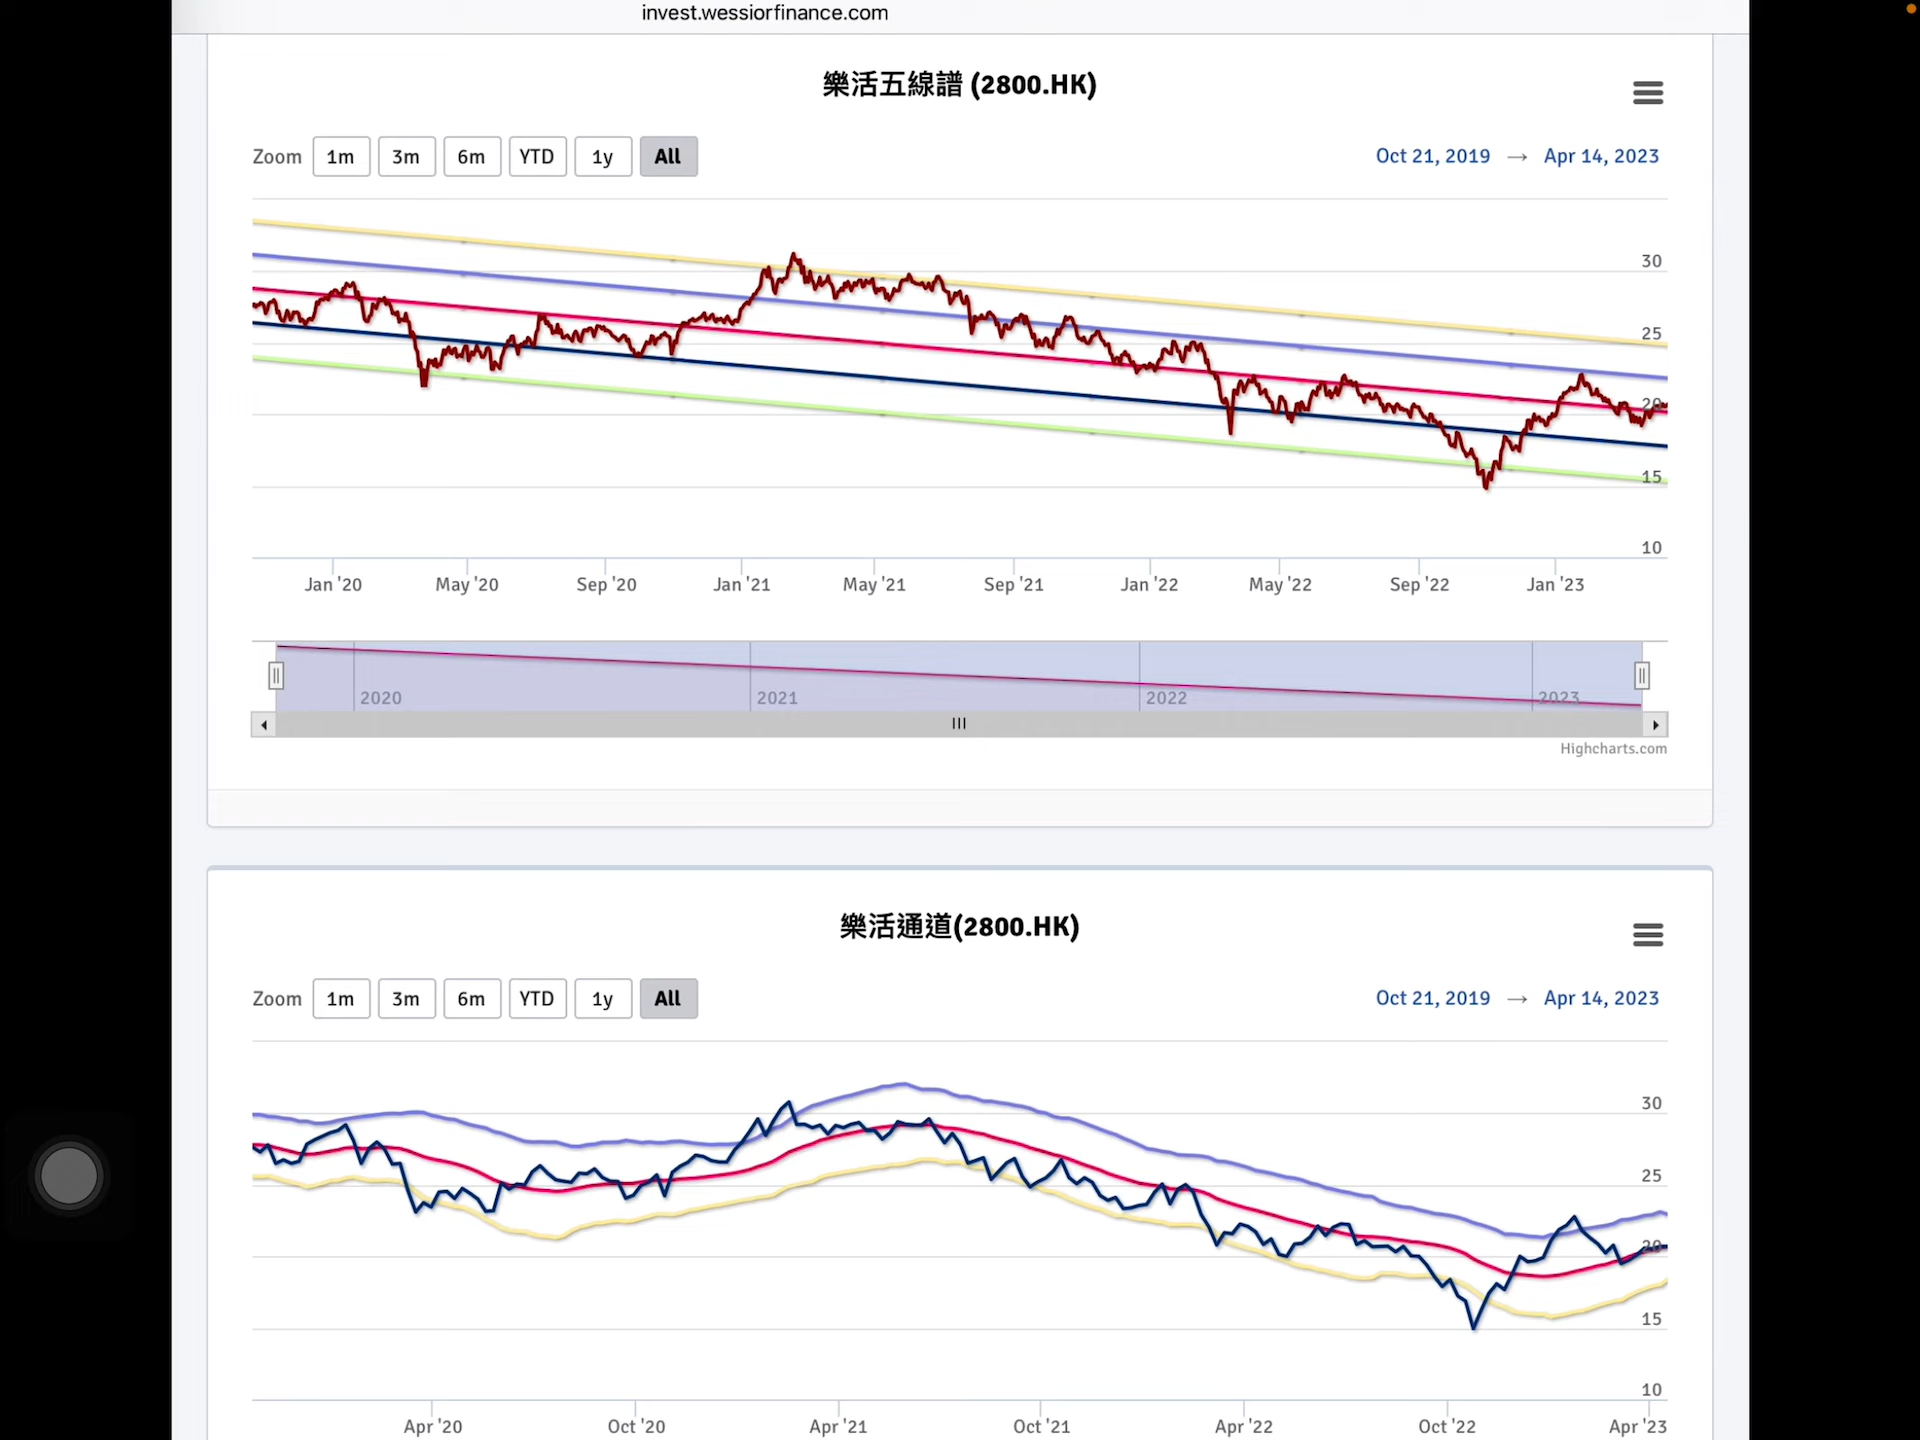 invest.wessiorfinance.com
樂活五線譜 (2800.HK)
Zoom 1m 3m 6m YTD 1y All
Oct 21, 2019 → Apr 14, 2023
30
25
20
15
10
Jan '20 May '20 Sep '20 Jan '21 May '21 Sep '21 Jan '22 May '22 Sep '22 Jan '23
2020 2021 2022 2023
Highcharts.com
樂活通道(2800.HK)
Zoom 1m 3m 6m YTD 1y All
Oct 21, 2019 → Apr 14, 2023
30
25
20
15
10
Apr '20 Oct '20 Apr '21 Oct '21 Apr '22 Oct '22 Apr '23